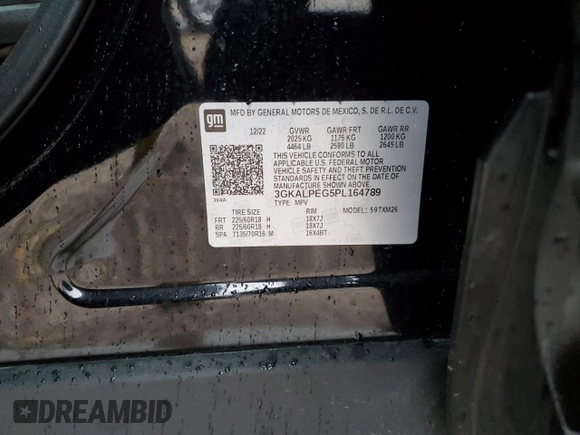 gm
MFD BY GENERAL MOTORS DE MEXICO, S. DE R.L. DE C.V.
12/22 GVWR GAWR FRT GAWR RR
2025 KG 1175 KG 1200 KG
4464 LB 2590 LB 2645 LB
THIS VEHICLE CONFORMS TO ALL
APPLICABLE U.S. FEDERAL MOTOR
VEHICLE SAFETY AND THEFT PREVENTION
STANDARDS IN EFFECT ON THE DATE OF
MANUFACTURE SHOWN ABOVE.
3GKALPEG5PL164789
384A TYPE: MPV
TIRE SIZE RIM MODEL: 59TXM26
FRT 225/60R18 H 18X7J
RR 225/60R18 H 18X7J
SPA T135/70R16 M 16X4BT
DREAMBID